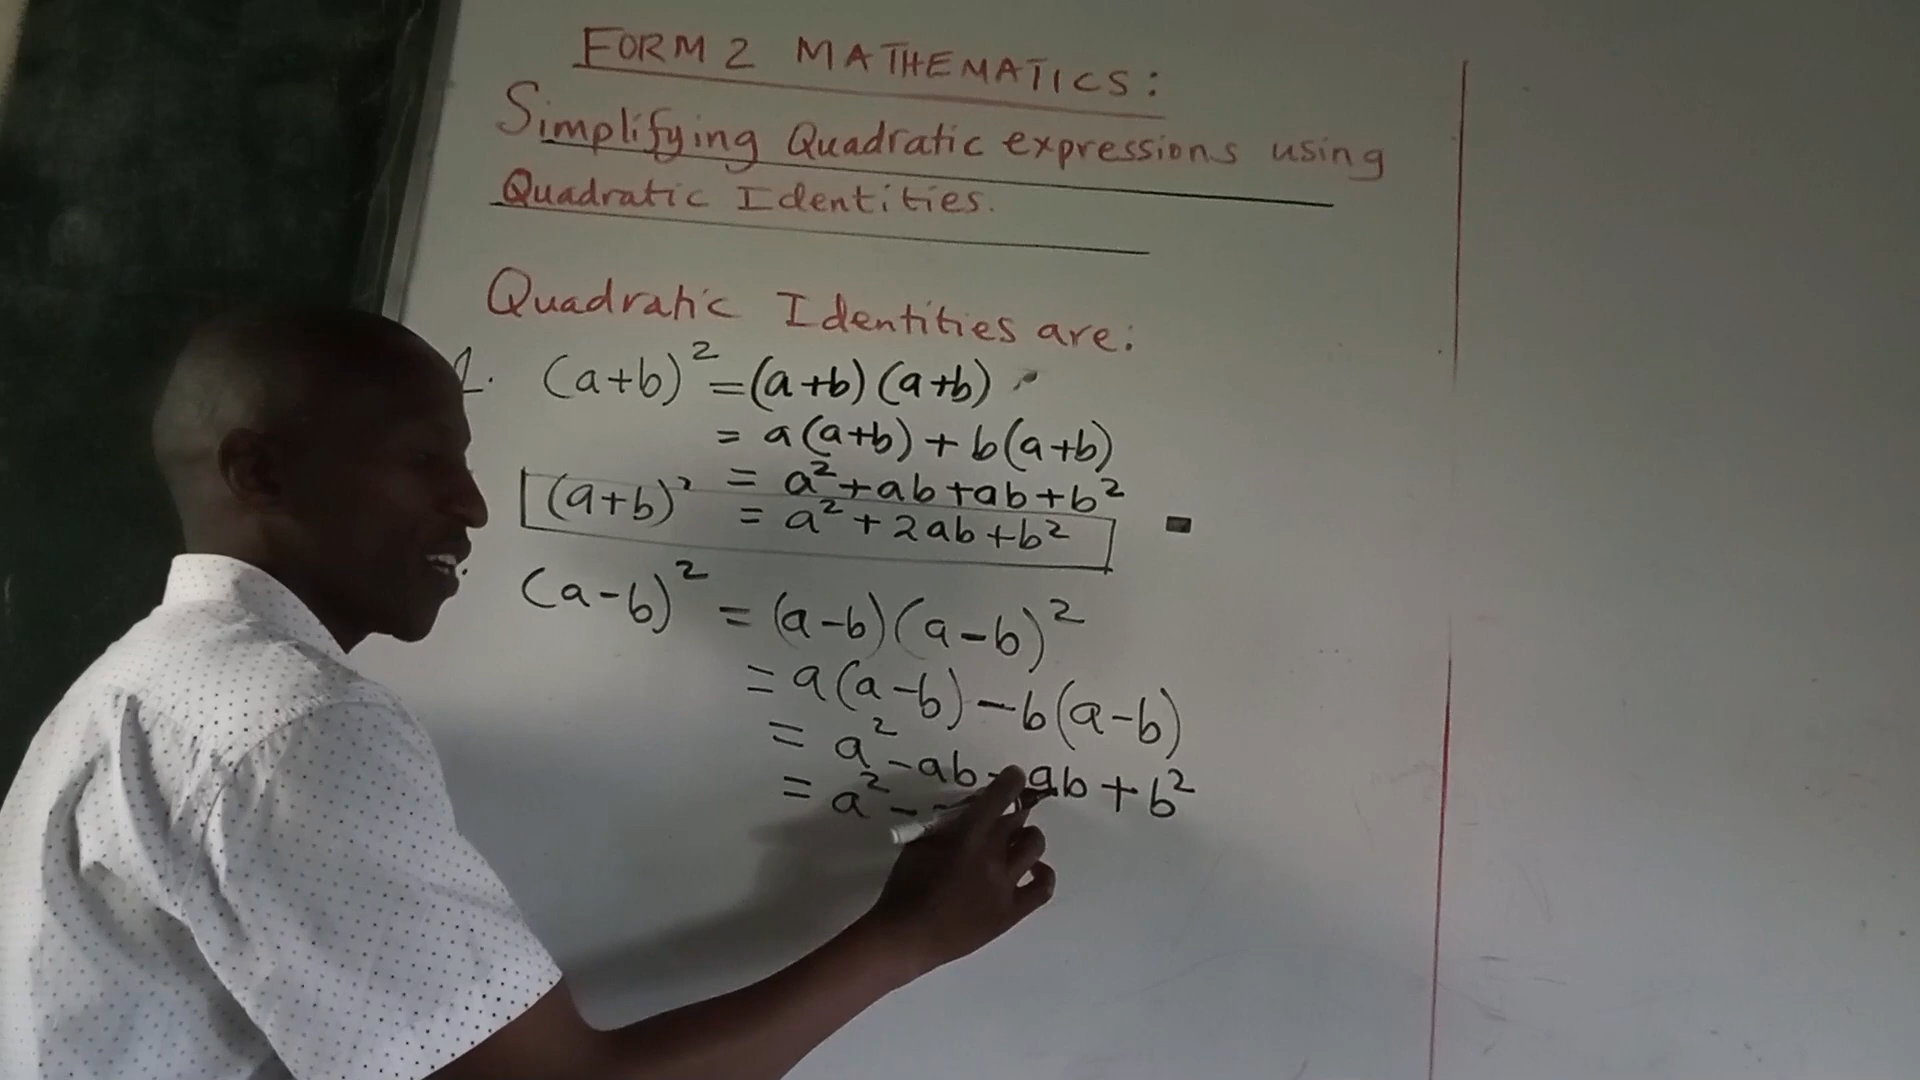 FORM 2 MATHEMATICS:
Simplifying Quadratic expressions using
Quadratic Identities.
Quadratic Identities are:
1. (a+b)² = (a+b)(a+b)
= a(a+b) + b(a+b)
= a² + ab + ab + b²
(a+b)² = a² + 2ab + b²
(a-b)² = (a-b)(a-b)²
= a(a-b) - b(a-b)
= a² - ab - ab + b²
= a² -